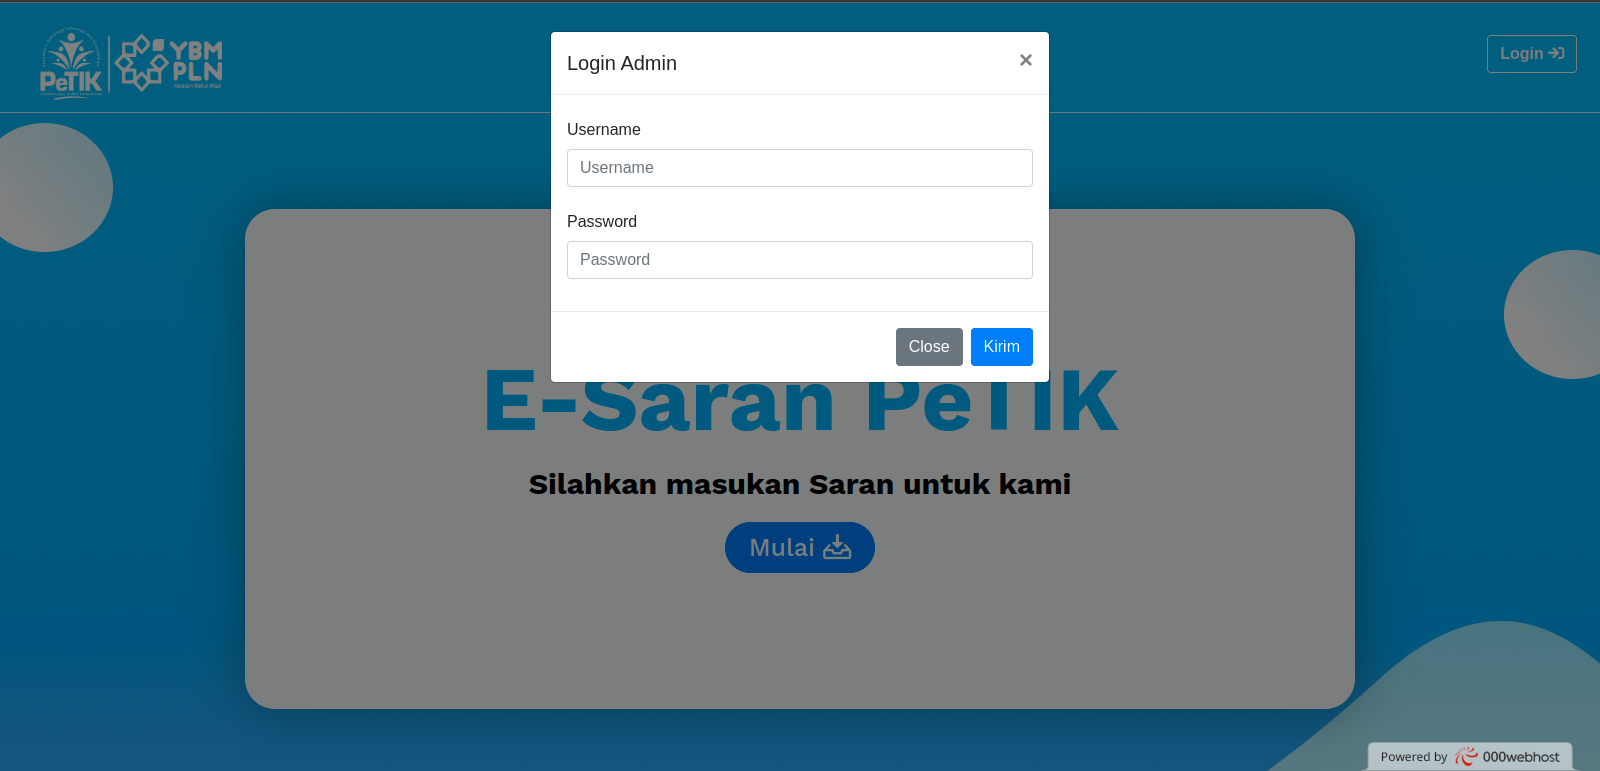 PeTIK
YBM
PLN
Login
Login Admin
×
Username
Username
Password
Password
Close
Kirim
E-Saran PeTIK
Silahkan masukan Saran untuk kami
Mulai
Powered by 000webhost